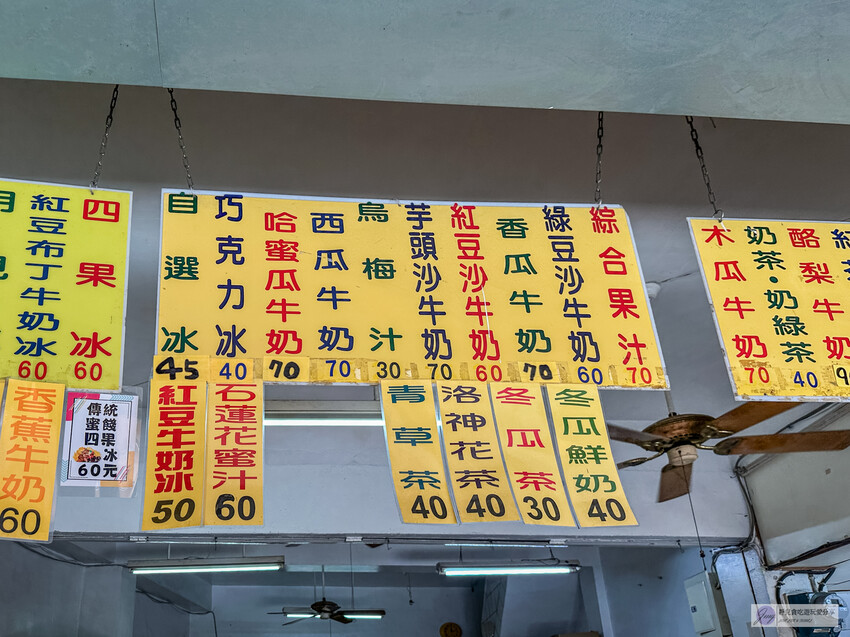 四果冰 60
紅豆布丁牛奶冰 60
月見
香蕉牛奶 60
傳統
蜜餞
四果冰
60元
綜合果汁 70
綠豆沙牛奶 60
香瓜牛奶 70
紅豆沙牛奶 60
芋頭沙牛奶 70
烏梅汁 30
西瓜牛奶 70
哈蜜瓜牛奶 70
巧克力冰 40
自選冰 45
紅豆牛奶冰 50
石蓮花蜜汁 60
青草茶 40
洛神花茶 40
冬瓜茶 30
冬瓜鮮奶 40
酪梨牛奶
奶茶・奶綠茶 40
木瓜牛奶 70